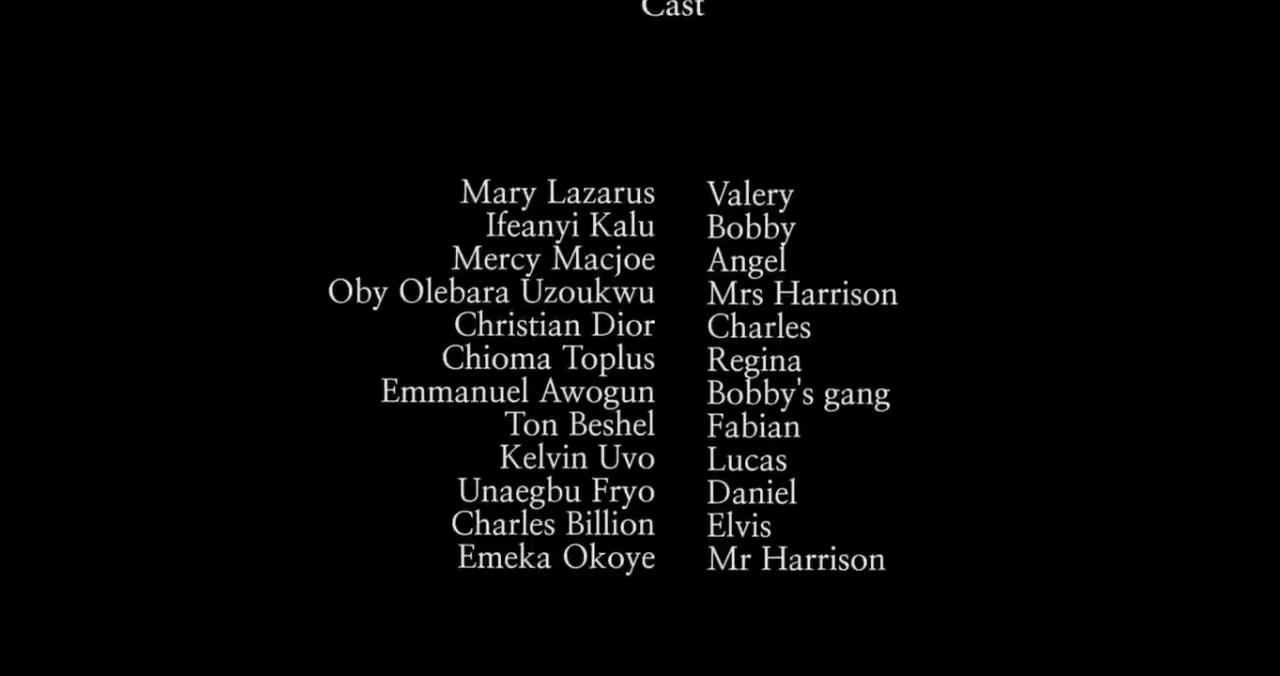 Cast
Mary Lazarus Valery
Ifeanyi Kalu Bobby
Mercy Macjoe Angel
Oby Olebara Uzoukwu Mrs Harrison
Christian Dior Charles
Chioma Toplus Regina
Emmanuel Awogun Bobby's gang
Ton Beshel Fabian
Kelvin Uvo Lucas
Unaegbu Fryo Daniel
Charles Billion Elvis
Emeka Okoye Mr Harrison